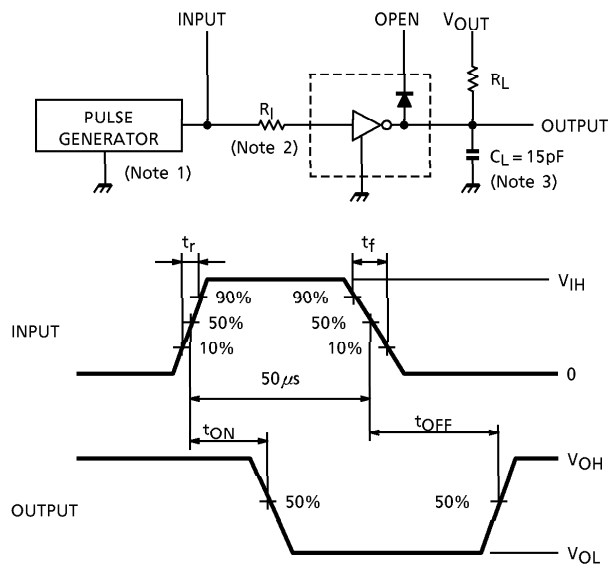 INPUT
OPEN
VOUT
PULSE
GENERATOR
(Note 1)
RI
(Note 2)
RL
OUTPUT
CL = 15pF
(Note 3)
tr
tf
VIH
90%
90%
INPUT
50%
50%
10%
10%
0
50μs
tON
tOFF
VOH
OUTPUT
50%
50%
VOL